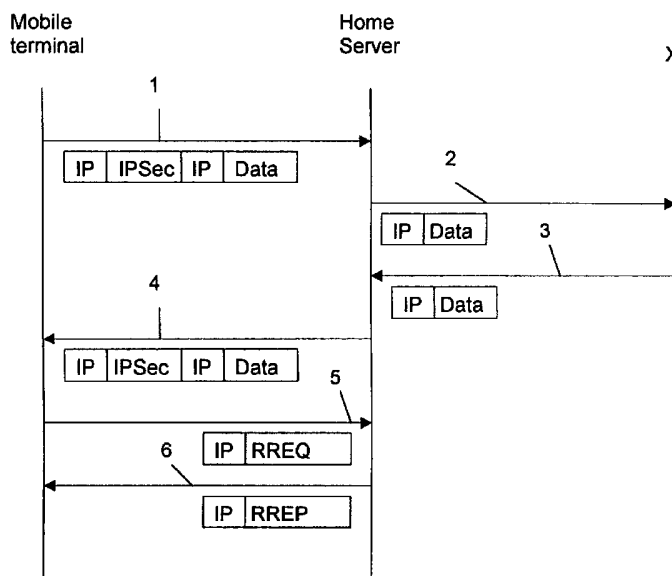 Mobile
terminal
Home
Server
X
1
IP IPSec IP Data
2
IP Data
3
IP Data
4
IP IPSec IP Data
5
IP RREQ
6
IP RREP